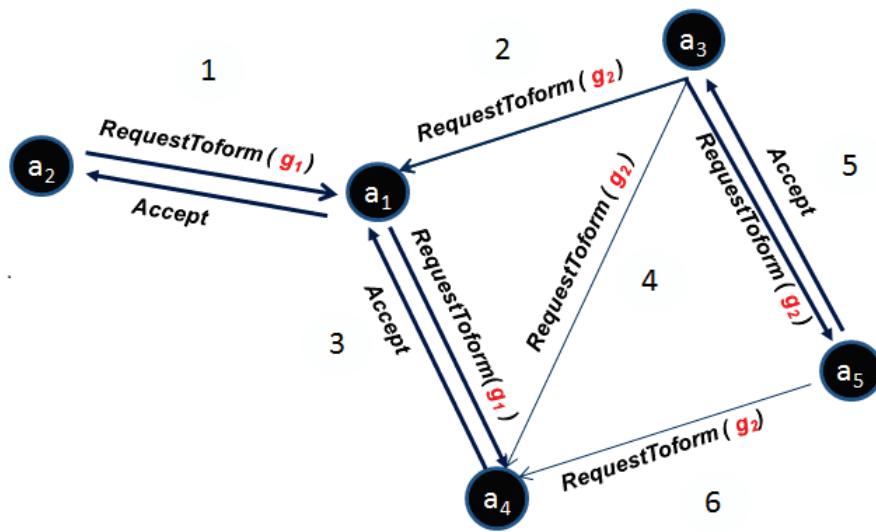 1
2
a3
RequestToform ( g2)
RequestToform ( g1)
a2
Accept
a1
5
Accept
RequestToform ( g2)
RequestToform ( g2)
4
RequestToform( g1)
Accept
3
a5
RequestToform ( g2)
a4
6